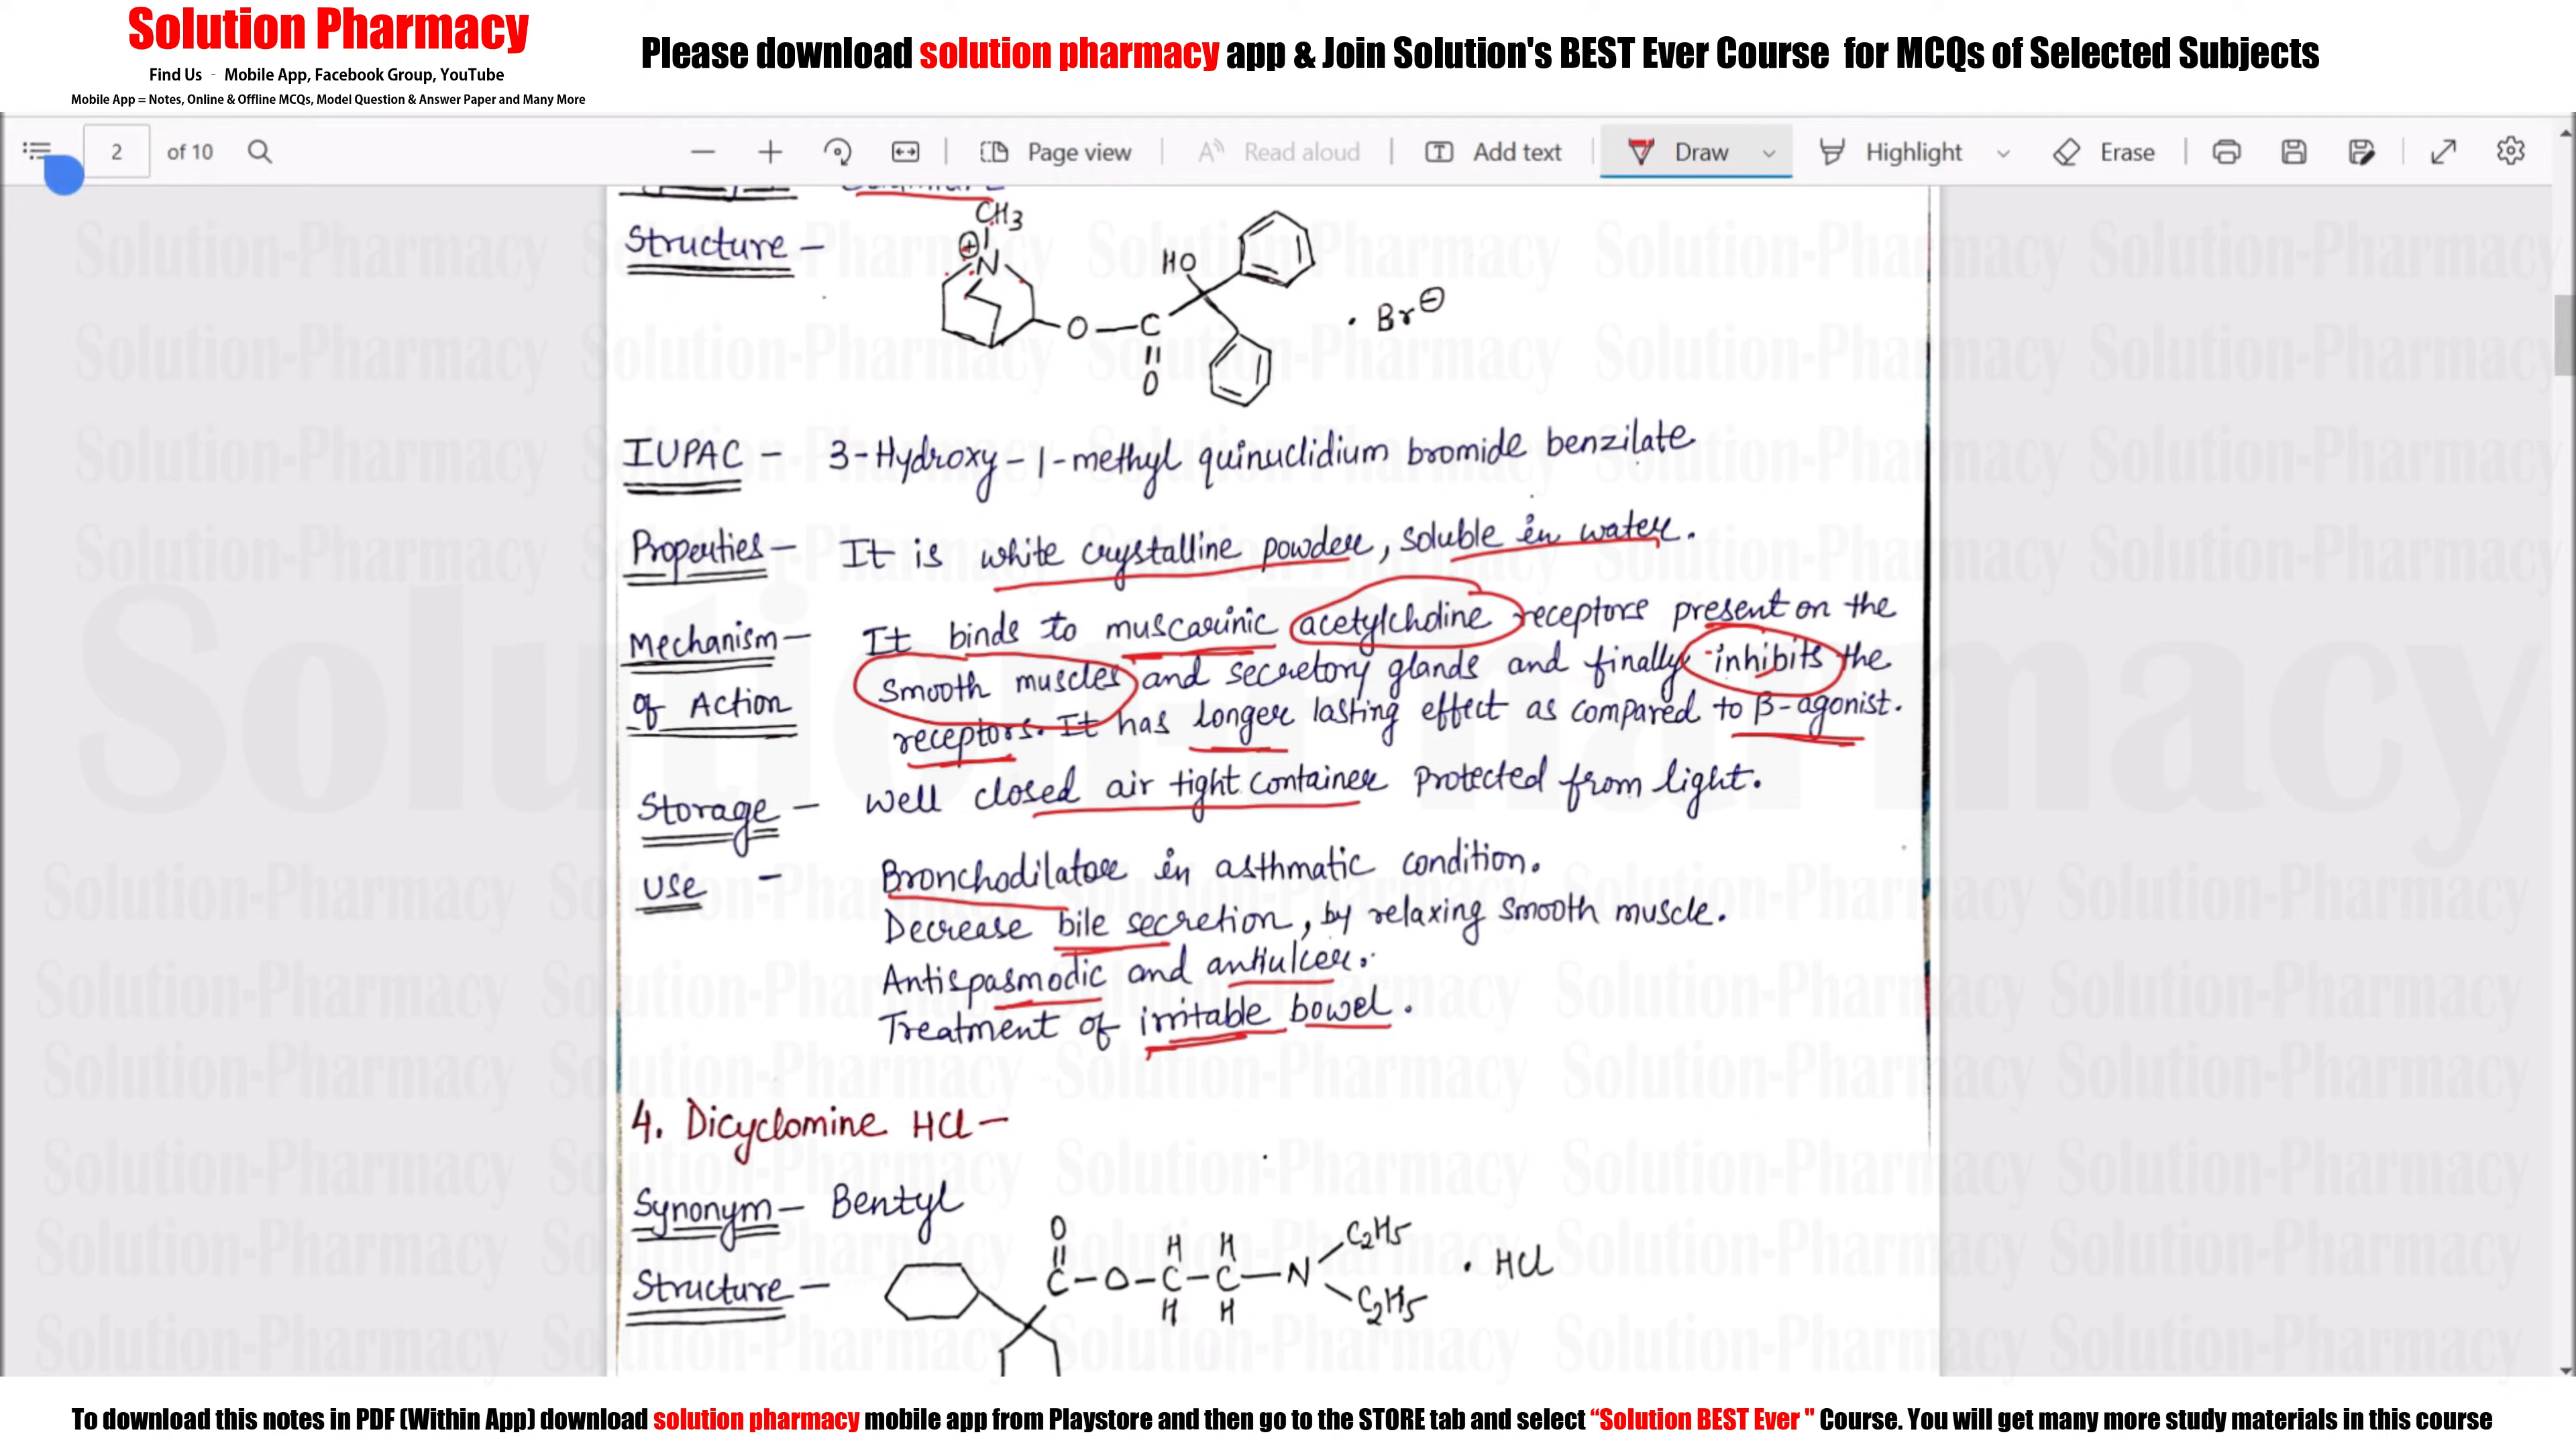 Solution Pharmacy
Find Us - Mobile App, Facebook Group, YouTube
Mobile App = Notes, Online & Offline MCQs, Model Question & Answer Paper and Many More
Please download solution pharmacy app & Join Solution's BEST Ever Course for MCQs of Selected Subjects
2 of 10 Page view Read aloud Add text Draw Highlight Erase
Structure –
CH3
⊕
N
HO
O – C
O
. Br⊖
IUPAC – 3-Hydroxy-1-methyl quinuclidium bromide benzilate.
Properties – It is white crystalline powder, soluble in water.
Mechanism – It binds to muscarinic acetylcholine receptors present on the
of Action smooth muscles and secretory glands and finally inhibits the
receptors. It has longer lasting effect as compared to β-agonist.
Storage – Well closed air tight container protected from light.
Use – Bronchodilator in asthmatic condition.
Decrease bile secretion, by relaxing smooth muscle.
Antispasmodic and antiulcer.
Treatment of irritable bowel.
4. Dicyclomine HCl –
Synonym – Bentyl
Structure –
O
H H C2H5
C – O – C – C – N . HCl
H H C2H5
To download this notes in PDF (Within App) download solution pharmacy mobile app from Playstore and then go to the STORE tab and select “Solution BEST Ever " Course. You will get many more study materials in this course